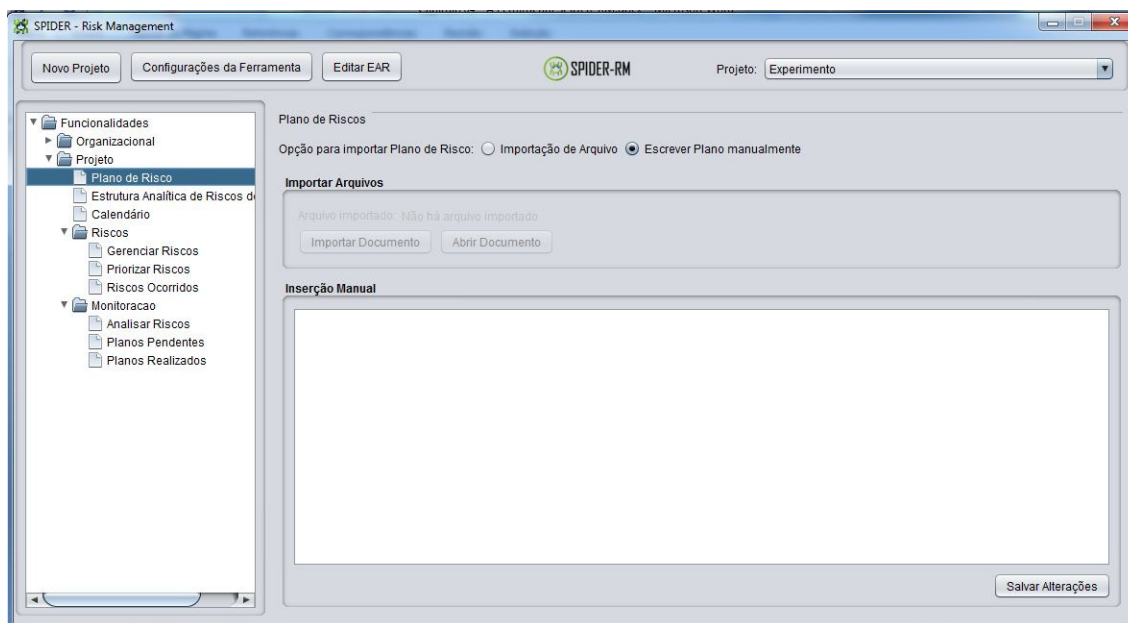 SPIDER - Risk Management
Novo Projeto Configurações da Ferramenta Editar EAR SPIDER-RM Projeto: Experimento
Funcionalidades
Organizacional
Projeto
Plano de Risco
Estrutura Analítica de Riscos d
Calendário
Riscos
Gerenciar Riscos
Priorizar Riscos
Riscos Ocorridos
Monitoracao
Analisar Riscos
Planos Pendentes
Planos Realizados
Plano de Riscos
Opção para importar Plano de Risco: Importação de Arquivo Escrever Plano manualmente
Importar Arquivos
Arquivo importado: Não há arquivo importado
Importar Documento Abrir Documento
Inserção Manual
Salvar Alterações